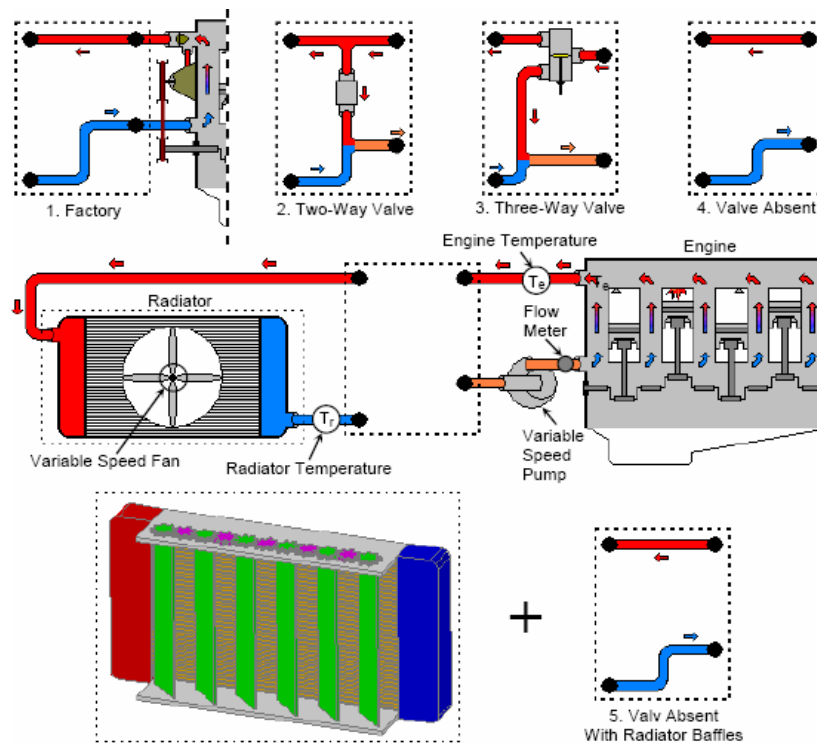 1. Factory
2. Two-Way Valve
3. Three-Way Valve
4. Valve Absent
Engine Temperature
Engine
Te
Te
Radiator
Flow
Meter
Tr
Variable Speed Fan
Radiator Temperature
Variable
Speed
Pump
+
5. Valv Absent
With Radiator Baffles